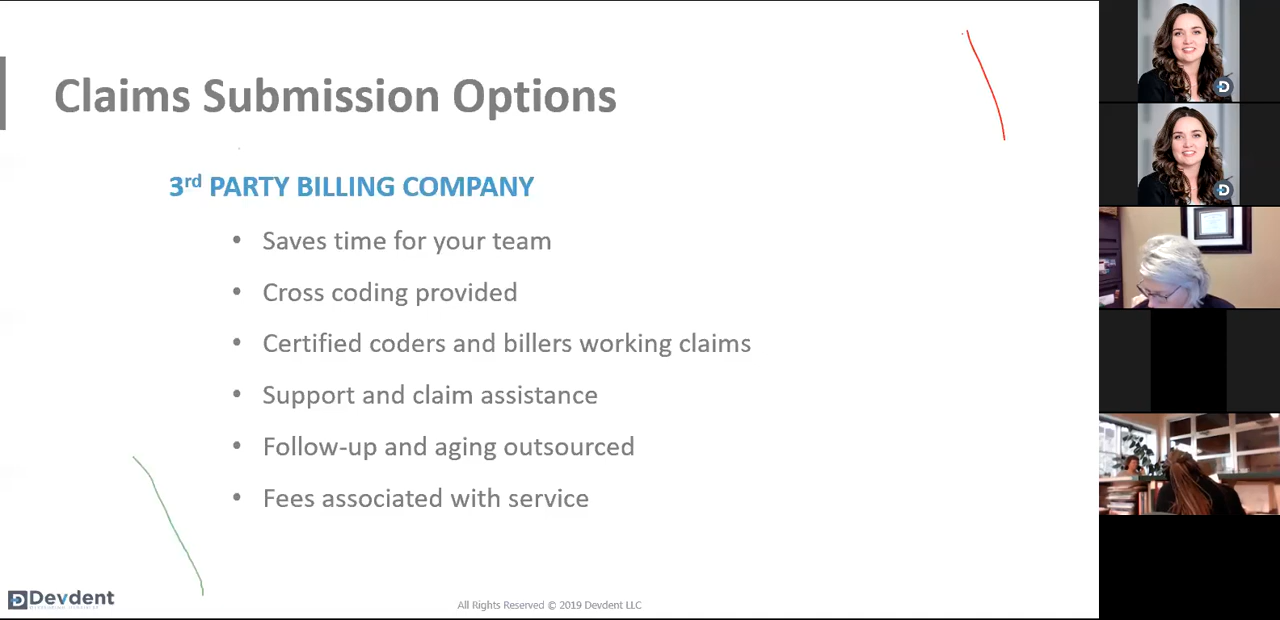 Claims Submission Options
3rd PARTY BILLING COMPANY
• Saves time for your team
• Cross coding provided
• Certified coders and billers working claims
• Support and claim assistance
• Follow-up and aging outsourced
• Fees associated with service
Devdent
All Rights Reserved © 2019 Devdent LLC